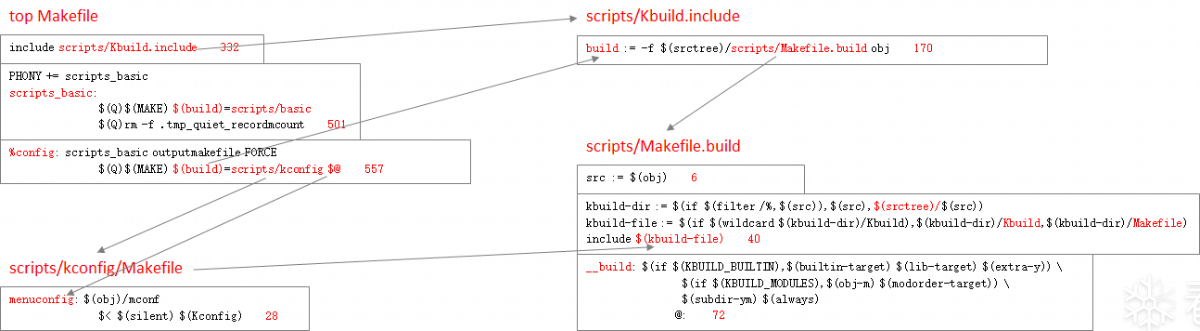 top Makefile
include scripts/Kbuild.include 332
PHONY += scripts_basic
scripts_basic:
$(Q)$(MAKE) $(build)=scripts/basic
$(Q)rm -f .tmp_quiet_recordmcount 501
%config: scripts_basic outputmakefile FORCE
$(Q)$(MAKE) $(build)=scripts/kconfig $@ 557
scripts/kconfig/Makefile
menuconfig: $(obj)/mconf
$< $(silent) $(Kconfig) 28
scripts/Kbuild.include
build := -f $(srctree)/scripts/Makefile.build obj 170
scripts/Makefile.build
src := $(obj) 6
kbuild-dir := $(if $(filter /%,$(src)),$(src),$(srctree)/$(src))
kbuild-file := $(if $(wildcard $(kbuild-dir)/Kbuild),$(kbuild-dir)/Kbuild,$(kbuild-dir)/Makefile)
include $(kbuild-file) 40
__build: $(if $(KBUILD_BUILTIN),$(builtin-target) $(lib-target) $(extra-y)) \
$(if $(KBUILD_MODULES),$(obj-m) $(modorder-target)) \
$(subdir-ym) $(always)
@: 72